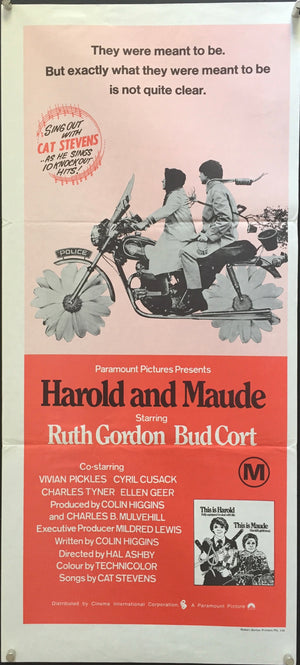 They were meant to be.
But exactly what they were meant to be
is not quite clear.
SING OUT
WITH
CAT STEVENS
..AS HE SINGS
10 KNOCKOUT
HITS!
POLICE
Paramount Pictures Presents
Harold and Maude
Starring
Ruth Gordon Bud Cort
Co-starring
VIVIAN PICKLES CYRIL CUSACK
CHARLES TYNER ELLEN GEER
Produced by COLIN HIGGINS
and CHARLES B. MULVEHILL
Executive Producer MILDRED LEWIS
Written by COLIN HIGGINS
Directed by HAL ASHBY
Colour by TECHNICOLOR
Songs by CAT STEVENS
M
This is Harold
This is Maude
Distributed by Cinema International Corporation
A Paramount Picture